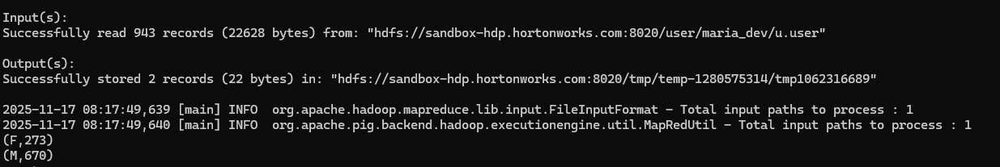 Input(s):
Successfully read 943 records (22628 bytes) from: "hdfs://sandbox-hdp.hortonworks.com:8020/user/maria_dev/u.user"
Output(s):
Successfully stored 2 records (22 bytes) in: "hdfs://sandbox-hdp.hortonworks.com:8020/tmp/temp-1280575314/tmp1062316689"
2025-11-17 08:17:49,639 [main] INFO  org.apache.hadoop.mapreduce.lib.input.FileInputFormat - Total input paths to process : 1
2025-11-17 08:17:49,640 [main] INFO  org.apache.pig.backend.hadoop.executionengine.util.MapRedUtil - Total input paths to process : 1
(F,273)
(M,670)